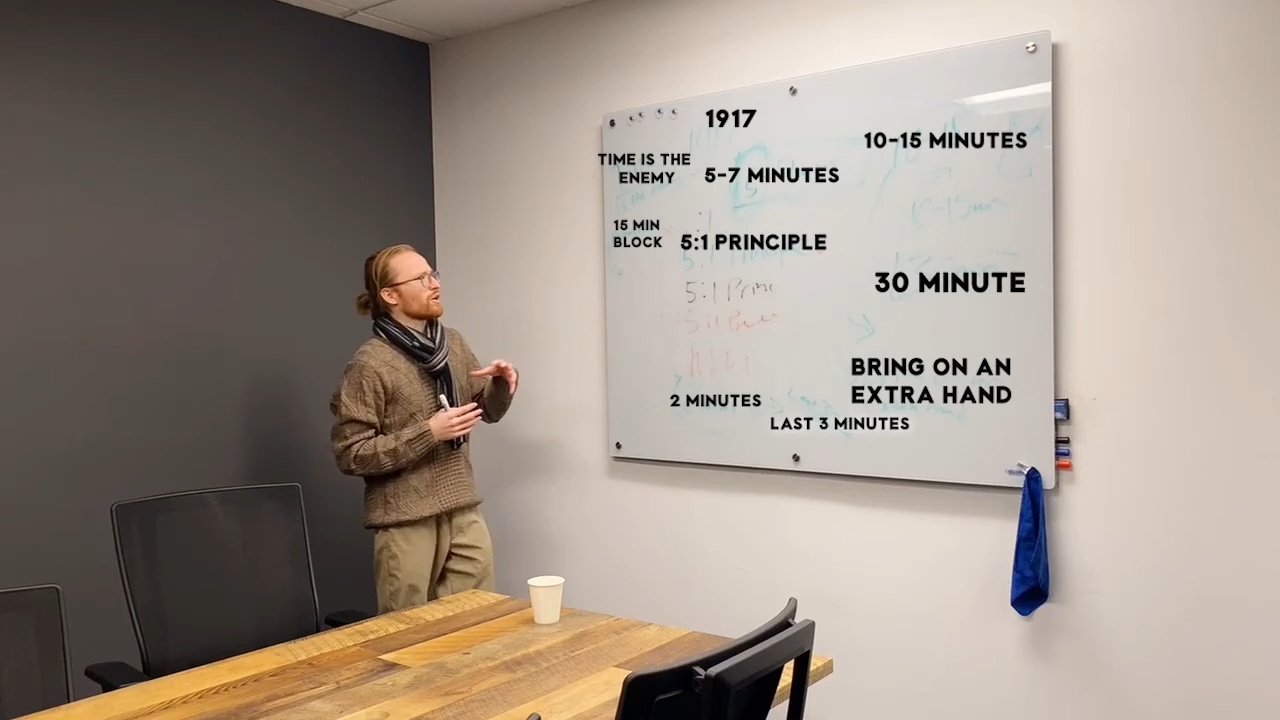 1917
10-15 MINUTES
TIME IS THE
ENEMY
5-7 MINUTES
15 MIN
BLOCK
5:1 PRINCIPLE
5:1 Prin
30 MINUTE
BRING ON AN
EXTRA HAND
2 MINUTES
LAST 3 MINUTES